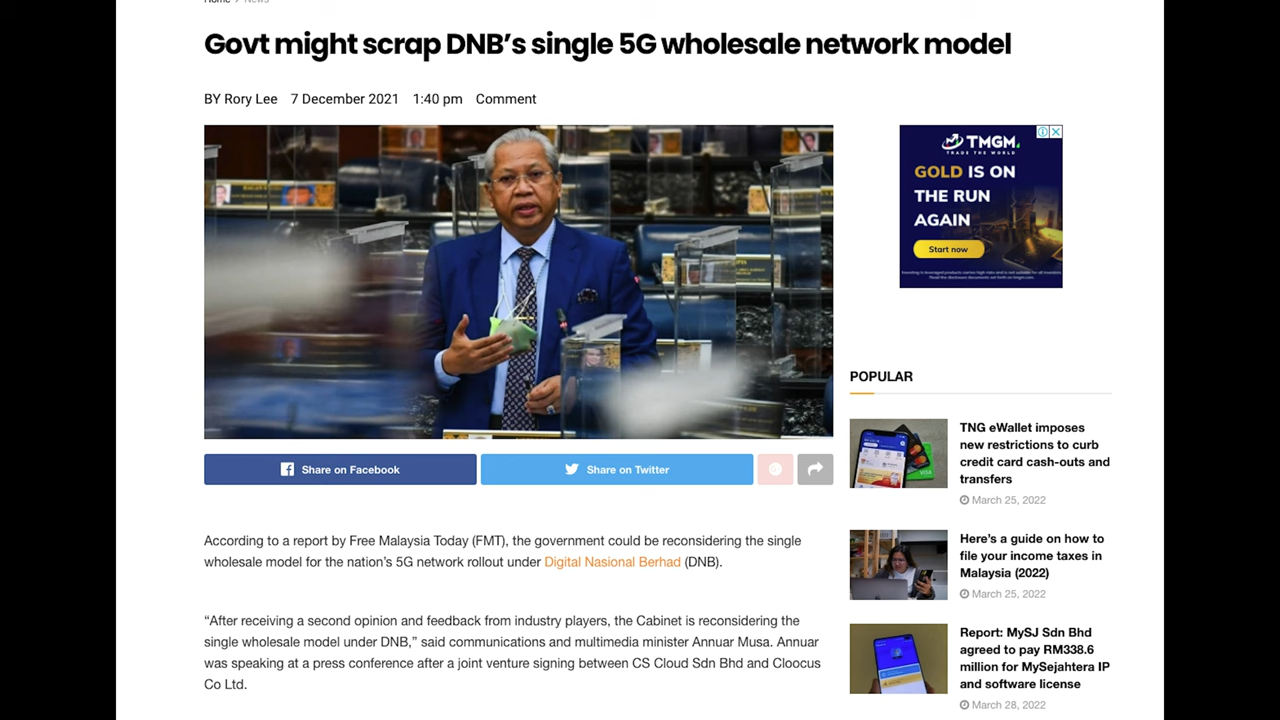 Home > News
Govt might scrap DNB's single 5G wholesale network model
BY Rory Lee 7 December 2021 1:40 pm Comment
TMGM
TRADE THE WORLD
GOLD IS ON
THE RUN
AGAIN
Start now
Share on Facebook
Share on Twitter
According to a report by Free Malaysia Today (FMT), the government could be reconsidering the single
wholesale model for the nation's 5G network rollout under Digital Nasional Berhad (DNB).
“After receiving a second opinion and feedback from industry players, the Cabinet is reconsidering the
single wholesale model under DNB,” said communications and multimedia minister Annuar Musa. Annuar
was speaking at a press conference after a joint venture signing between CS Cloud Sdn Bhd and Cloocus
Co Ltd.
POPULAR
TNG eWallet imposes
new restrictions to curb
credit card cash-outs and
transfers
March 25, 2022
Here's a guide on how to
file your income taxes in
Malaysia (2022)
March 25, 2022
Report: MySJ Sdn Bhd
agreed to pay RM338.6
million for MySejahtera IP
and software license
March 28, 2022